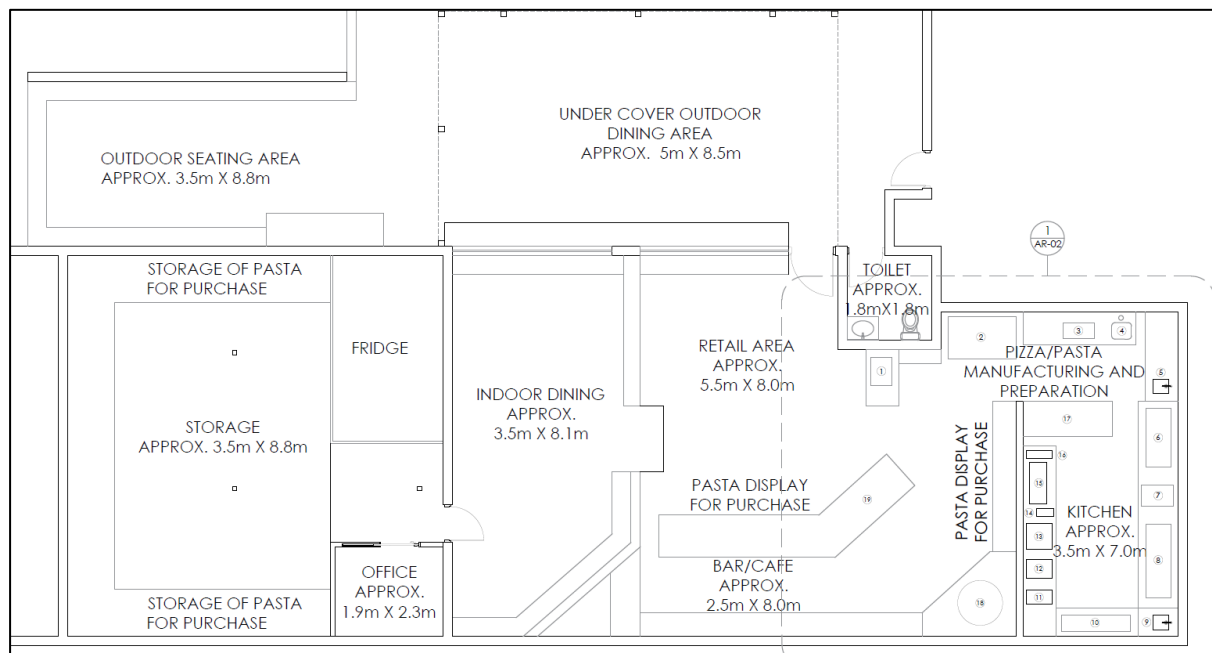 UNDER COVER OUTDOOR
DINING AREA
APPROX. 5m X 8.5m
OUTDOOR SEATING AREA
APPROX. 3.5m X 8.8m
1
AR-02
STORAGE OF PASTA
FOR PURCHASE
TOILET
APPROX.
1.8mX1.8m
FRIDGE
RETAIL AREA
APPROX.
5.5m X 8.0m
2
3
4
PIZZA/PASTA
MANUFACTURING AND
PREPARATION
1
5
INDOOR DINING
APPROX.
3.5m X 8.1m
STORAGE
APPROX. 3.5m X 8.8m
17
6
PASTA DISPLAY
FOR PURCHASE
16
15
7
PASTA DISPLAY
FOR PURCHASE
19
14
KITCHEN
APPROX.
3.5m X 7.0m
13
8
12
11
BAR/CAFE
APPROX.
2.5m X 8.0m
OFFICE
APPROX.
1.9m X 2.3m
18
10
9
STORAGE OF PASTA
FOR PURCHASE